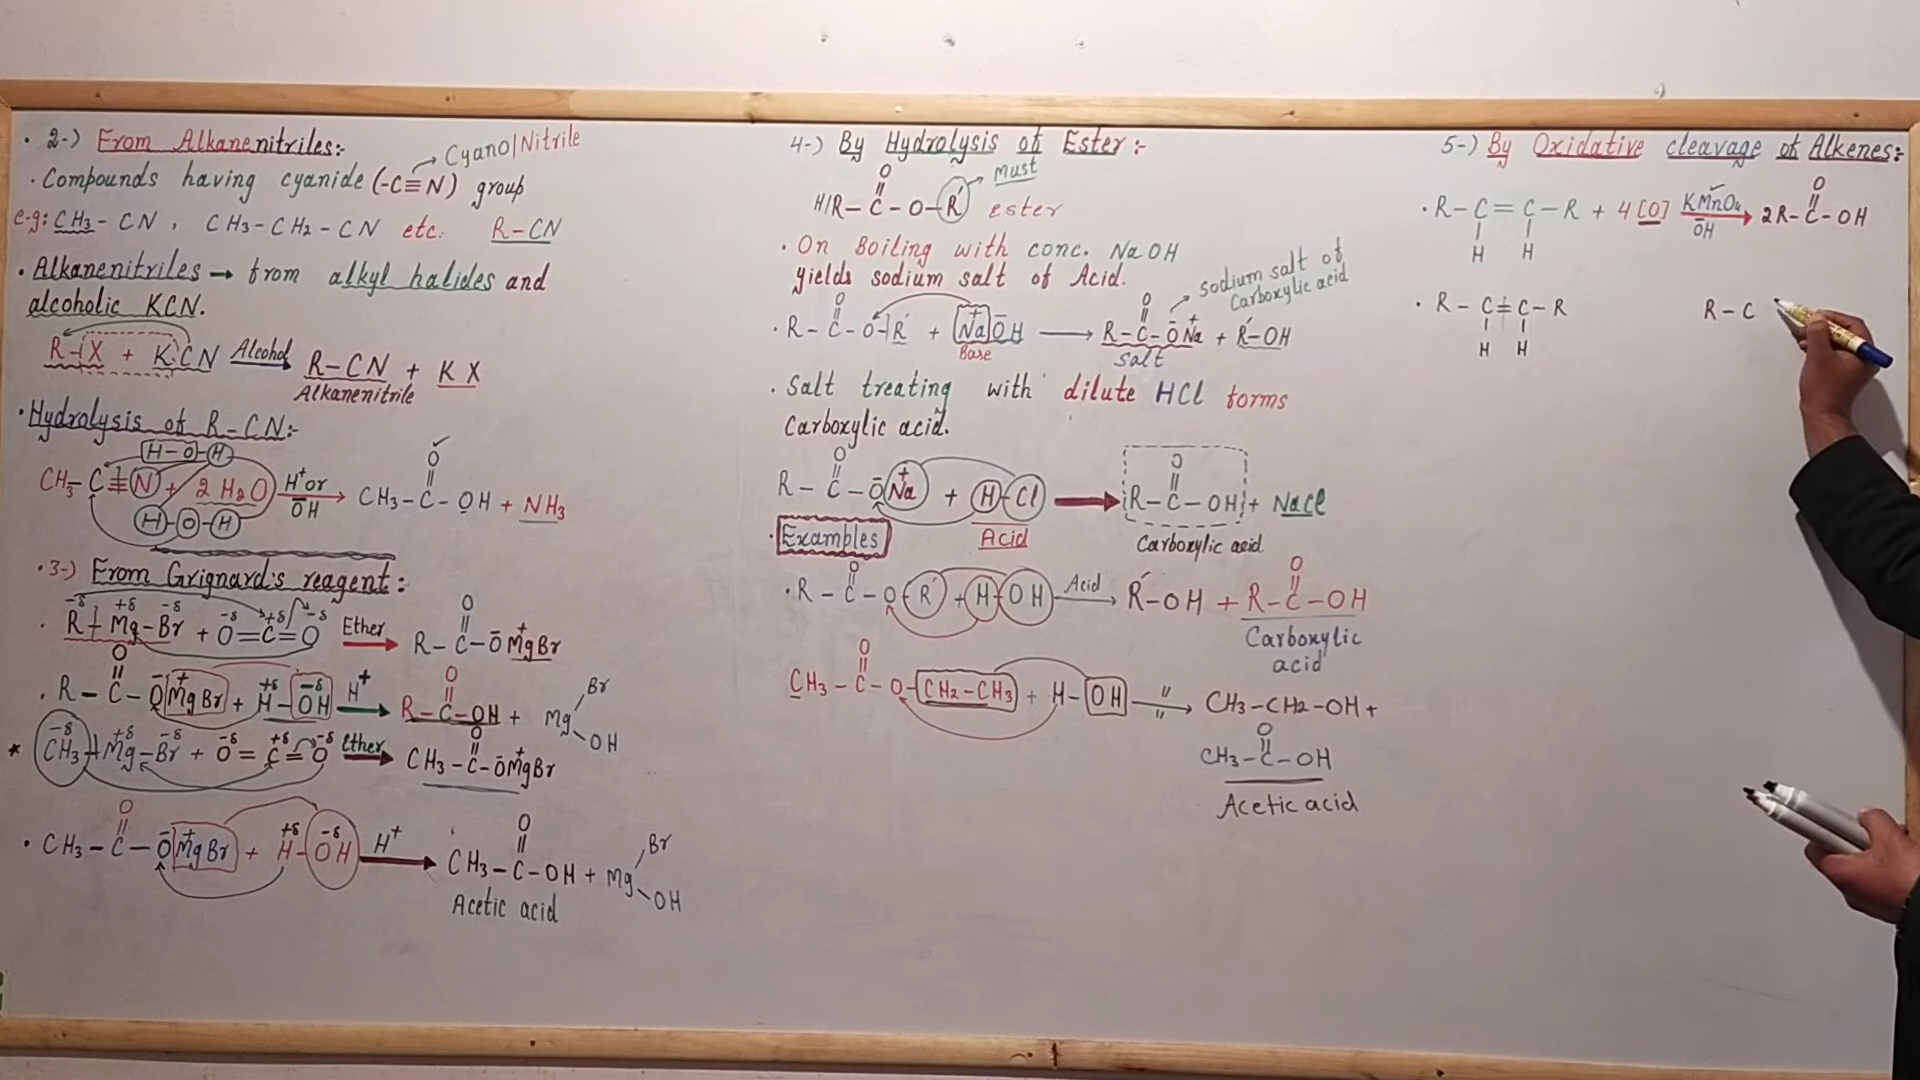 • 2-) From Alkanenitriles:-
Cyano/Nitrile
• Compounds having cyanide (-C≡N) group
e-g: CH3 - CN , CH3 - CH2 - CN etc. R-CN
• Alkanenitriles → from alkyl halides and
alcoholic KCN.
R-X + KCN Alcohol → R-CN + KX
Alkanenitrile
• Hydrolysis of R-CN:-
H-O-H
CH3-C≡N + 2H2O H+ or ŌH → CH3-C-OH + NH3
O
H-O-H
• 3-) From Grignard's reagent:
-δ +δ -δ -δ +δ -δ
• R-Mg-Br + O=C=O Ether → R-C-ŌMgBr
O +
O
• R-C-ŌMgBr + H-OH H+ → R-C-OH + Mg Br OH
+ +δ -δ O
-δ +δ -δ -δ +δ -δ
* CH3-Mg-Br + O=C=O Ether → CH3-C-ŌMgBr
O +
O
• CH3-C-ŌMgBr + H-OH H+ → CH3-C-OH + Mg Br OH
+ +δ -δ O
Acetic acid
4-) By Hydrolysis of Ester:-
O must
H/R-C-O-R′ ester
• On Boiling with conc. NaOH
yields sodium salt of Acid.
sodium salt of
Carboxylic acid
O
• R-C-O-R′ + NaŌH → R-C-ŌNa + R′-OH
+ O +
Base Salt
• Salt treating with dilute HCl forms
Carboxylic acid.
O
R-C-ŌNa + H-Cl → R-C-OH + NaCl
+ O
• Examples Acid Carboxylic acid.
O
• R-C-O-R′ + H-OH Acid → R′-OH + R-C-OH
O
Carboxylic
acid
O
CH3-C-O-CH2-CH3 + H-OH " " → CH3-CH2-OH +
O
CH3-C-OH
Acetic acid
5-) By Oxidative cleavage of Alkenes:-
O
• R-C=C-R + 4[O] KMnO4 ŌH → 2R-C-OH
H H
• R-C=C-R R-C
H H